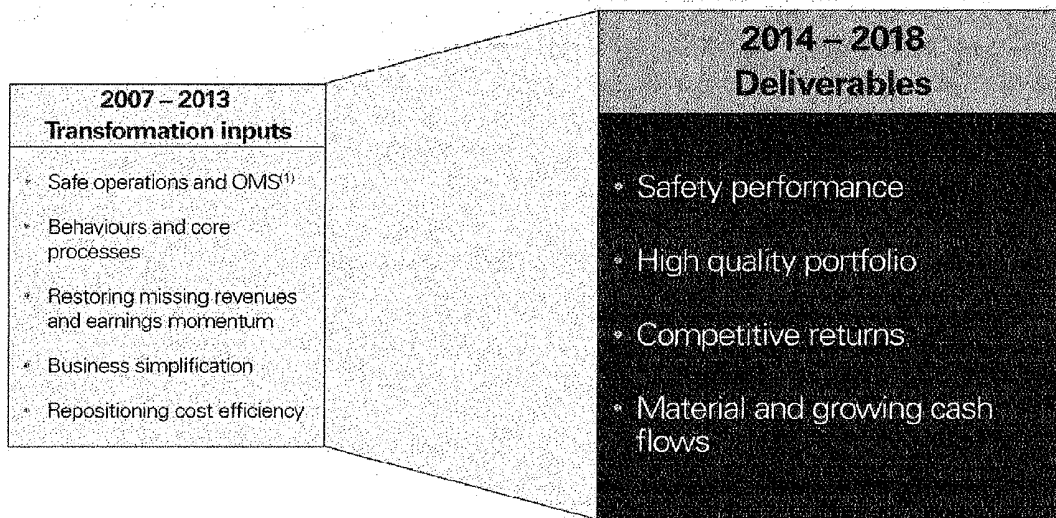 2007 – 2013
Transformation inputs
• Safe operations and OMS(1)
• Behaviours and core
processes
• Restoring missing revenues
and earnings momentum
• Business simplification
• Repositioning cost efficiency
2014 – 2018
Deliverables
• Safety performance
• High quality portfolio
• Competitive returns
• Material and growing cash
flows